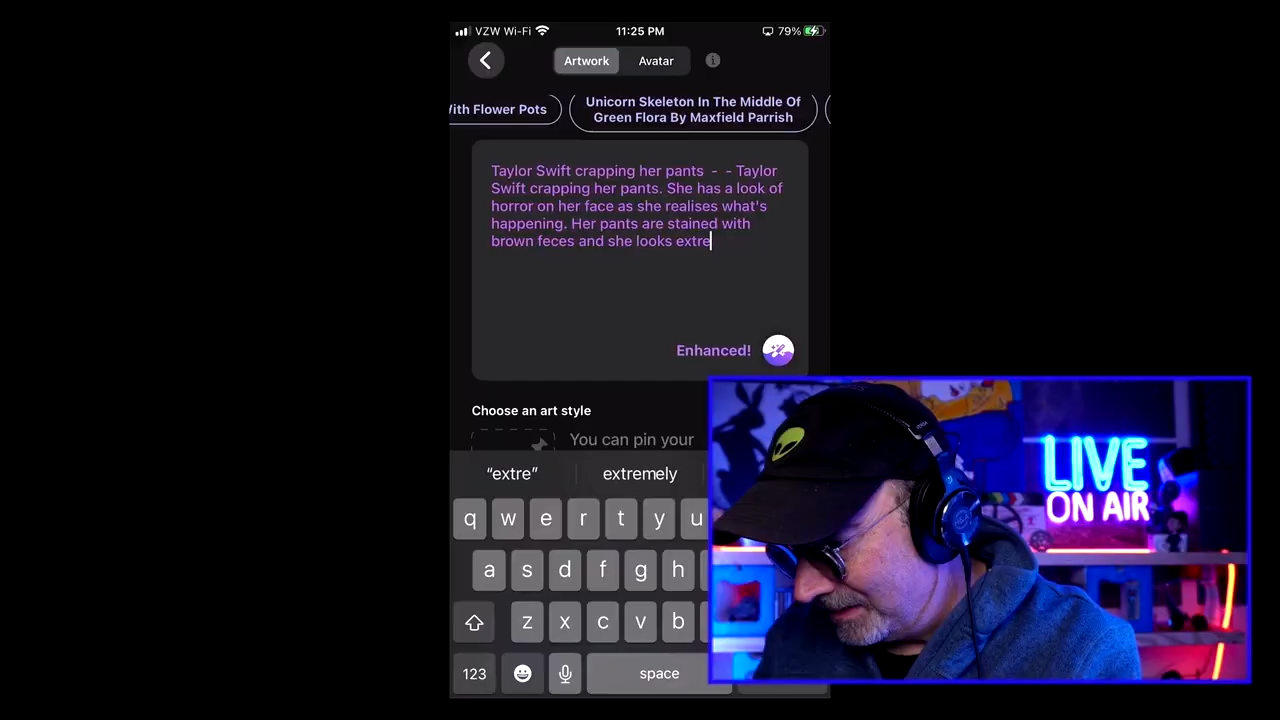 VZW Wi-Fi 11:25 PM 79%
Artwork Avatar
With Flower Pots
Unicorn Skeleton In The Middle Of
Green Flora By Maxfield Parrish
Taylor Swift crapping her pants - - Taylor
Swift crapping her pants. She has a look of
horror on her face as she realises what's
happening. Her pants are stained with
brown feces and she looks extre
Enhanced!
Choose an art style
You can pin your
“extre” extremely
q w e r t y u
a s d f g h
z x c v b
123 space
LIVE
ON AIR